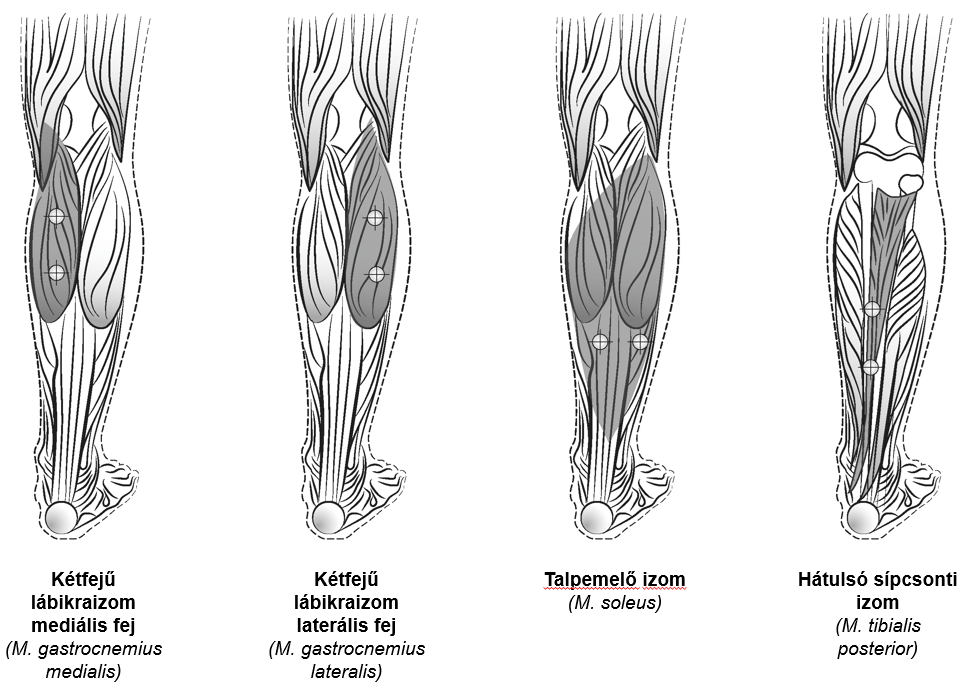 Kétfejű
lábikraizom
mediális fej
(M. gastrocnemius
medialis)
Kétfejű
lábikraizom
laterális fej
(M. gastrocnemius
lateralis)
Talpemelő izom
(M. soleus)
Hátulsó sípcsonti
izom
(M. tibialis
posterior)